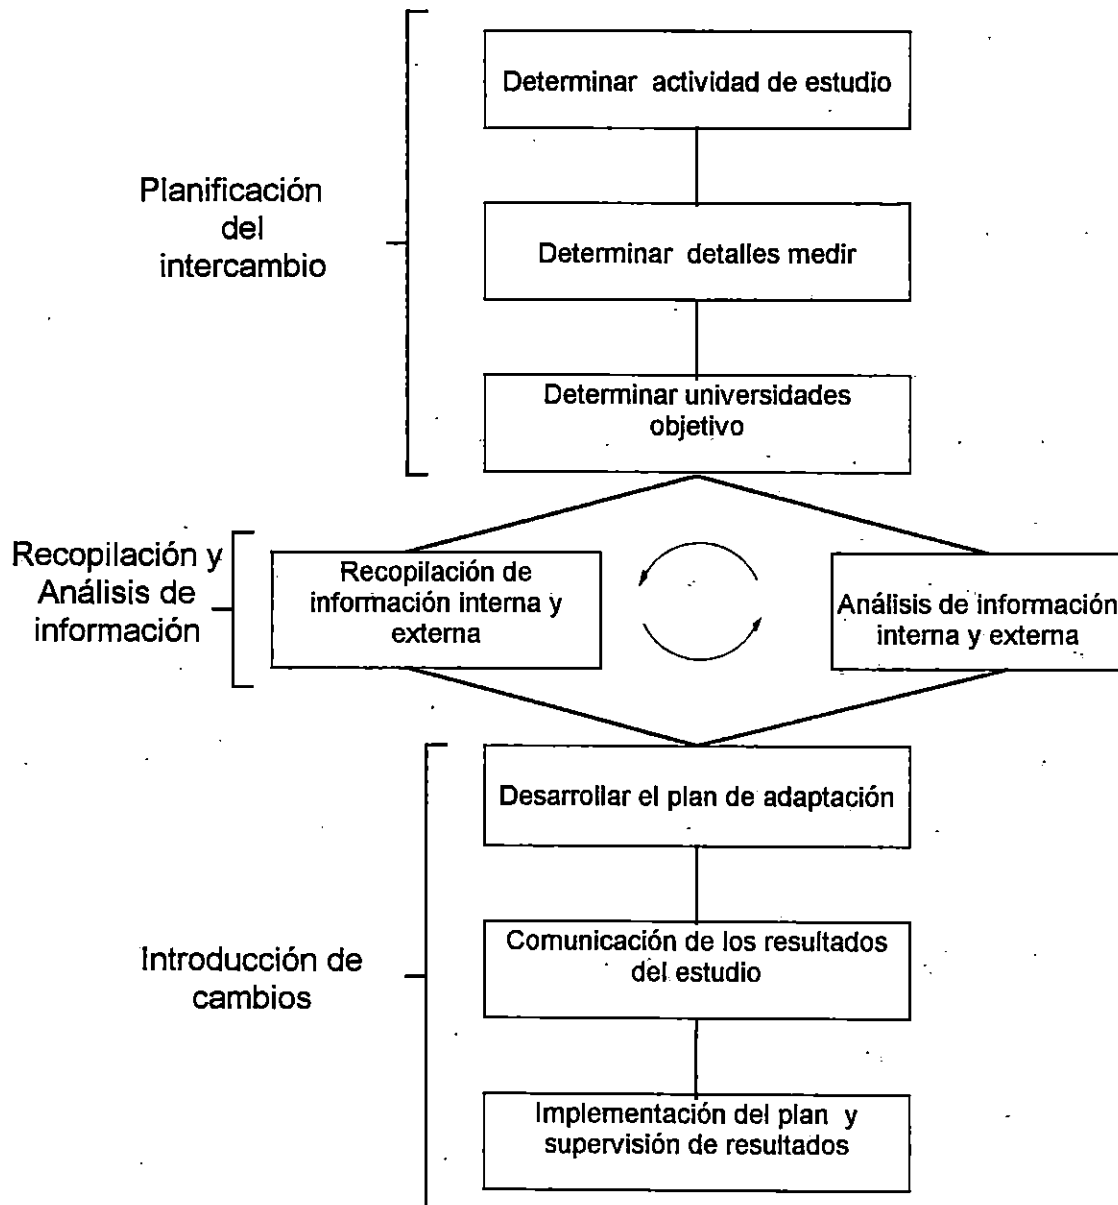 Determinar actividad de estudio
Planificación
del
intercambio
Determinar detalles medir
Determinar universidades
objetivo
Recopilación y
Análisis de
información
Recopilación de
información interna y
externa
Análisis de información
interna y externa
Desarrollar el plan de adaptación
Introducción de
cambios
Comunicación de los resultados
del estudio
Implementación del plan y
supervisión de resultados